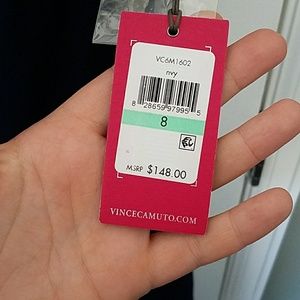 VC6M1602
nvy
8 28659 97995 5
8
MSRP $148.00
VINCECAMUTO.COM